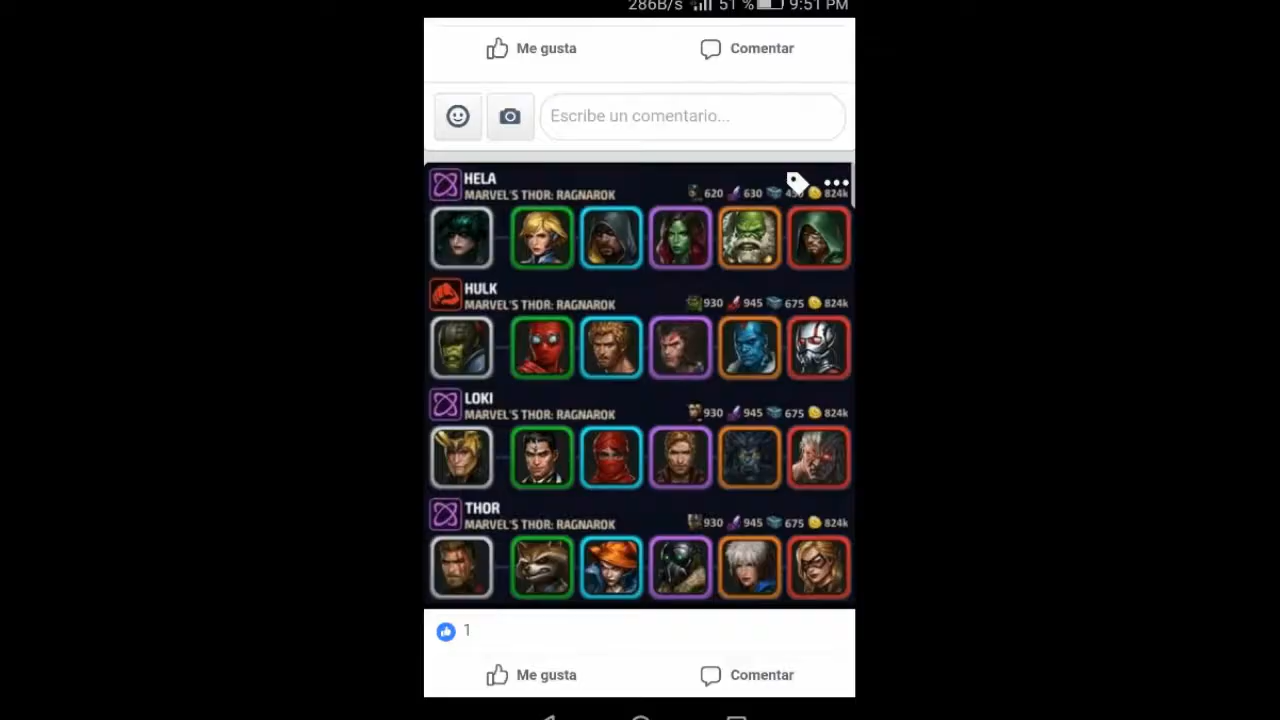 286B/s 51 % 9:51 PM
Me gusta Comentar
Escribe un comentario...
HELA
MARVEL'S THOR: RAGNAROK 620 630 450 824k
HULK
MARVEL'S THOR: RAGNAROK 930 945 675 824k
LOKI
MARVEL'S THOR: RAGNAROK 930 945 675 824k
THOR
MARVEL'S THOR: RAGNAROK 930 945 675 824k
1
Me gusta Comentar